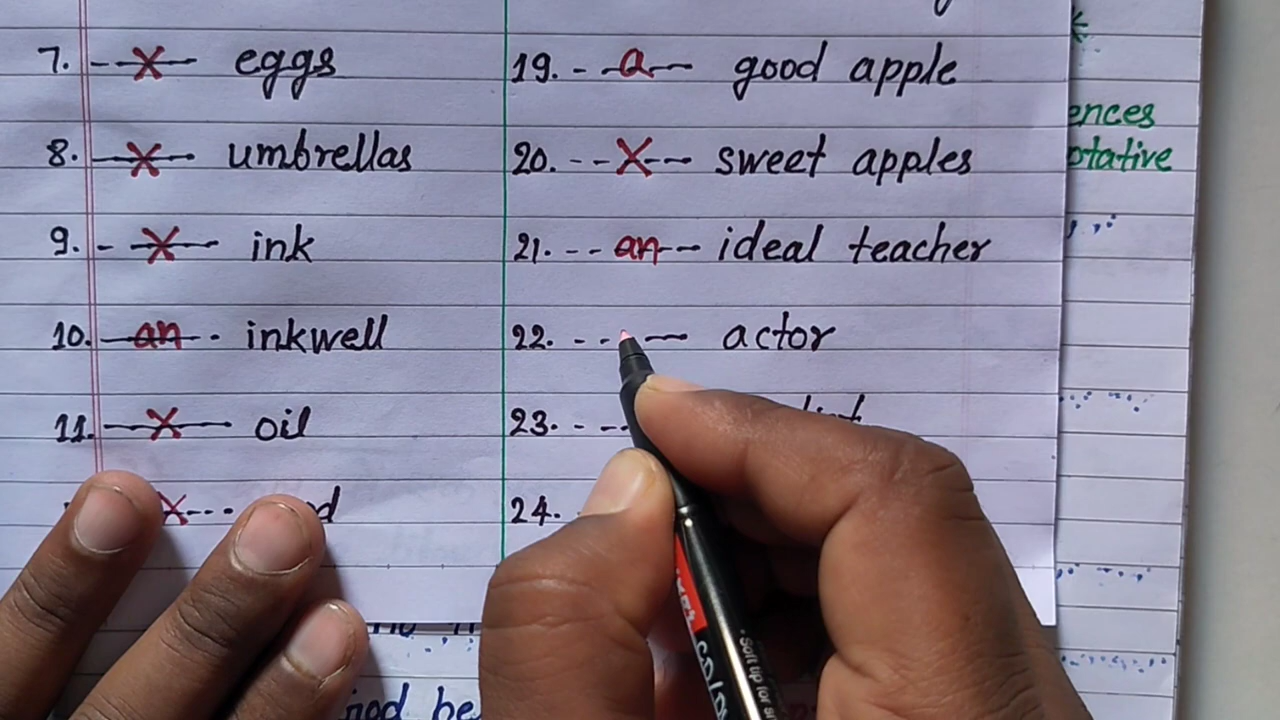 7. X eggs
8. X umbrellas
9. X ink
10. an inkwell
11. X oil
X
19. a good apple
20. X sweet apples
21. an ideal teacher
22. actor
23.
24.
ences
otative